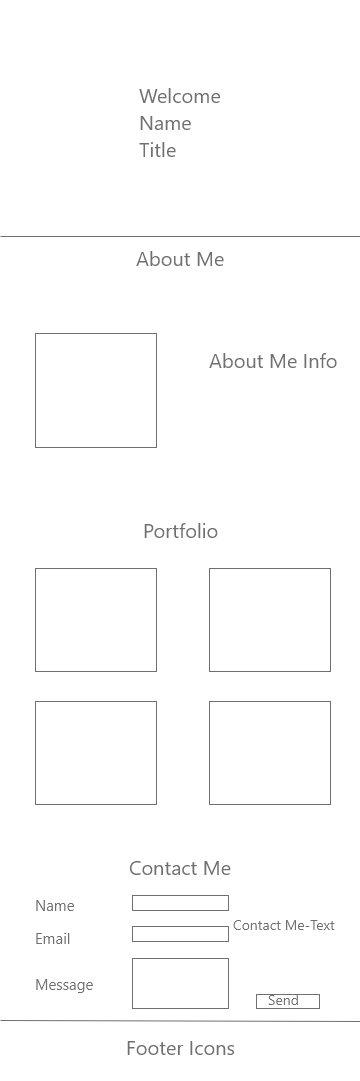 Welcome
Name
Title
About Me
About Me Info
Portfolio
Contact Me
Name
Contact Me-Text
Email
Message
Send
Footer Icons